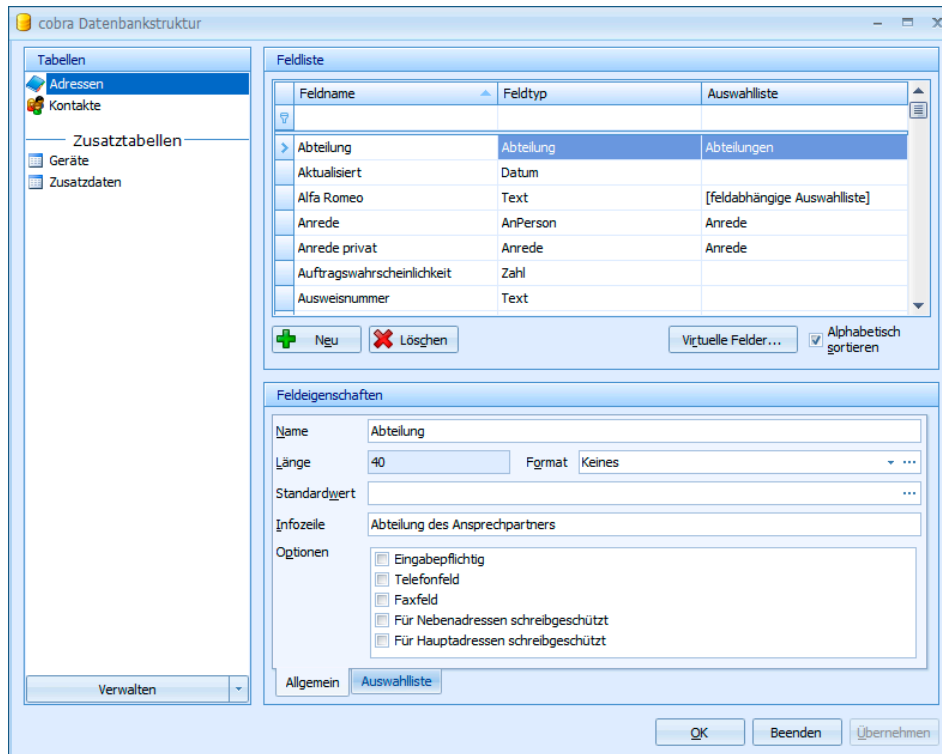 cobra Datenbankstruktur
Tabellen
Adressen
Kontakte
Zusatztabellen
Geräte
Zusatzdaten
Verwalten
Feldliste
Feldname Feldtyp Auswahlliste
Abteilung Abteilung Abteilungen
Aktualisiert Datum
Alfa Romeo Text [feldabhängige Auswahlliste]
Anrede AnPerson Anrede
Anrede privat Anrede Anrede
Auftragswahrscheinlichkeit Zahl
Ausweisnummer Text
Neu Löschen Virtuelle Felder... Alphabetisch
sortieren
Feldeigenschaften
Name Abteilung
Länge 40 Format Keines
Standardwert
Infozeile Abteilung des Ansprechpartners
Optionen
Eingabepflichtig
Telefonfeld
Faxfeld
Für Nebenadressen schreibgeschützt
Für Hauptadressen schreibgeschützt
Allgemein Auswahlliste
OK Beenden Übernehmen